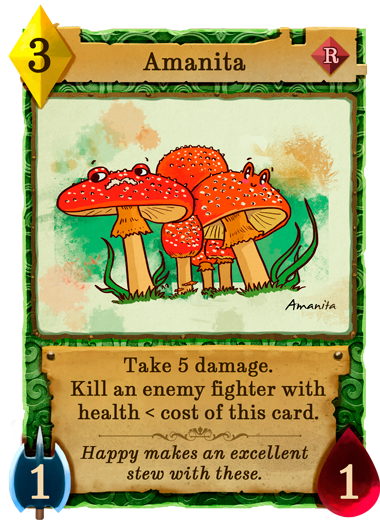 3
Amanita
R
Amanita
Take 5 damage.
Kill an enemy fighter with
health < cost of this card.
Happy makes an excellent
stew with these.
1
1